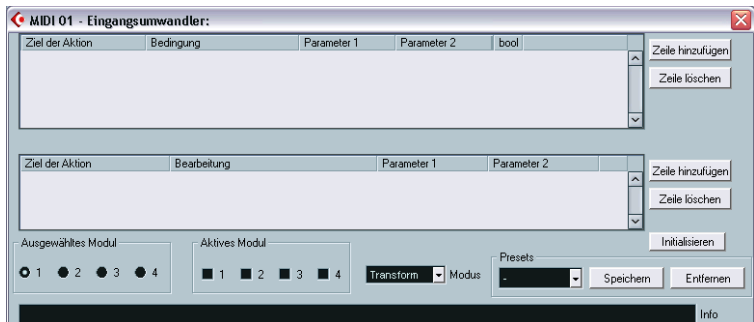 MIDI 01 - Eingangsumwandler:
Ziel der Aktion Bedingung Parameter 1 Parameter 2 bool
Zeile hinzufügen
Zeile löschen
Ziel der Aktion Bearbeitung Parameter 1 Parameter 2
Zeile hinzufügen
Zeile löschen
Initialisieren
Ausgewähltes Modul
1 2 3 4
Aktives Modul
1 2 3 4
Transform Modus
Presets
- Speichern Entfernen
Info